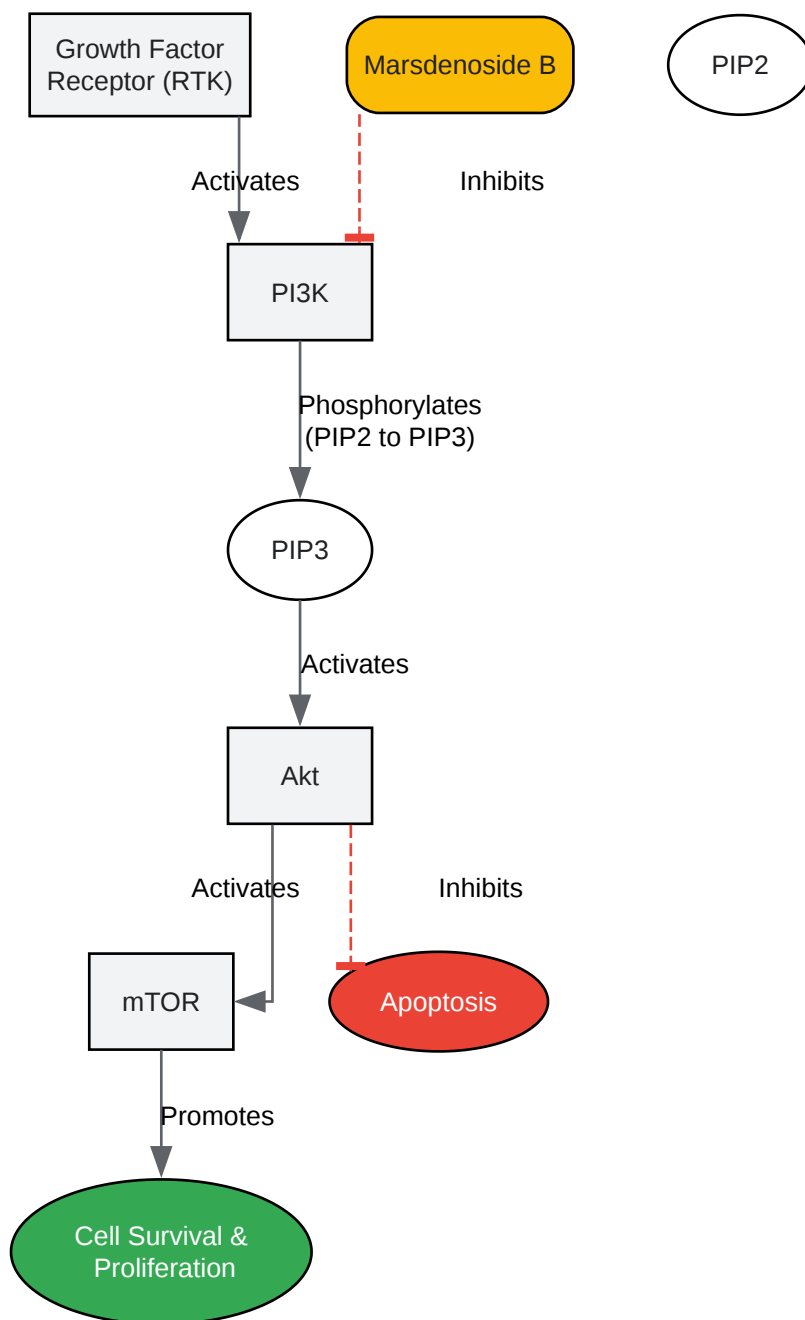 Growth Factor
Receptor (RTK)
Marsdenoside B
PIP2
Activates
Inhibits
PI3K
Phosphorylates
(PIP2 to PIP3)
PIP3
Activates
Akt
Activates
Inhibits
mTOR
Apoptosis
Promotes
Cell Survival &
Proliferation